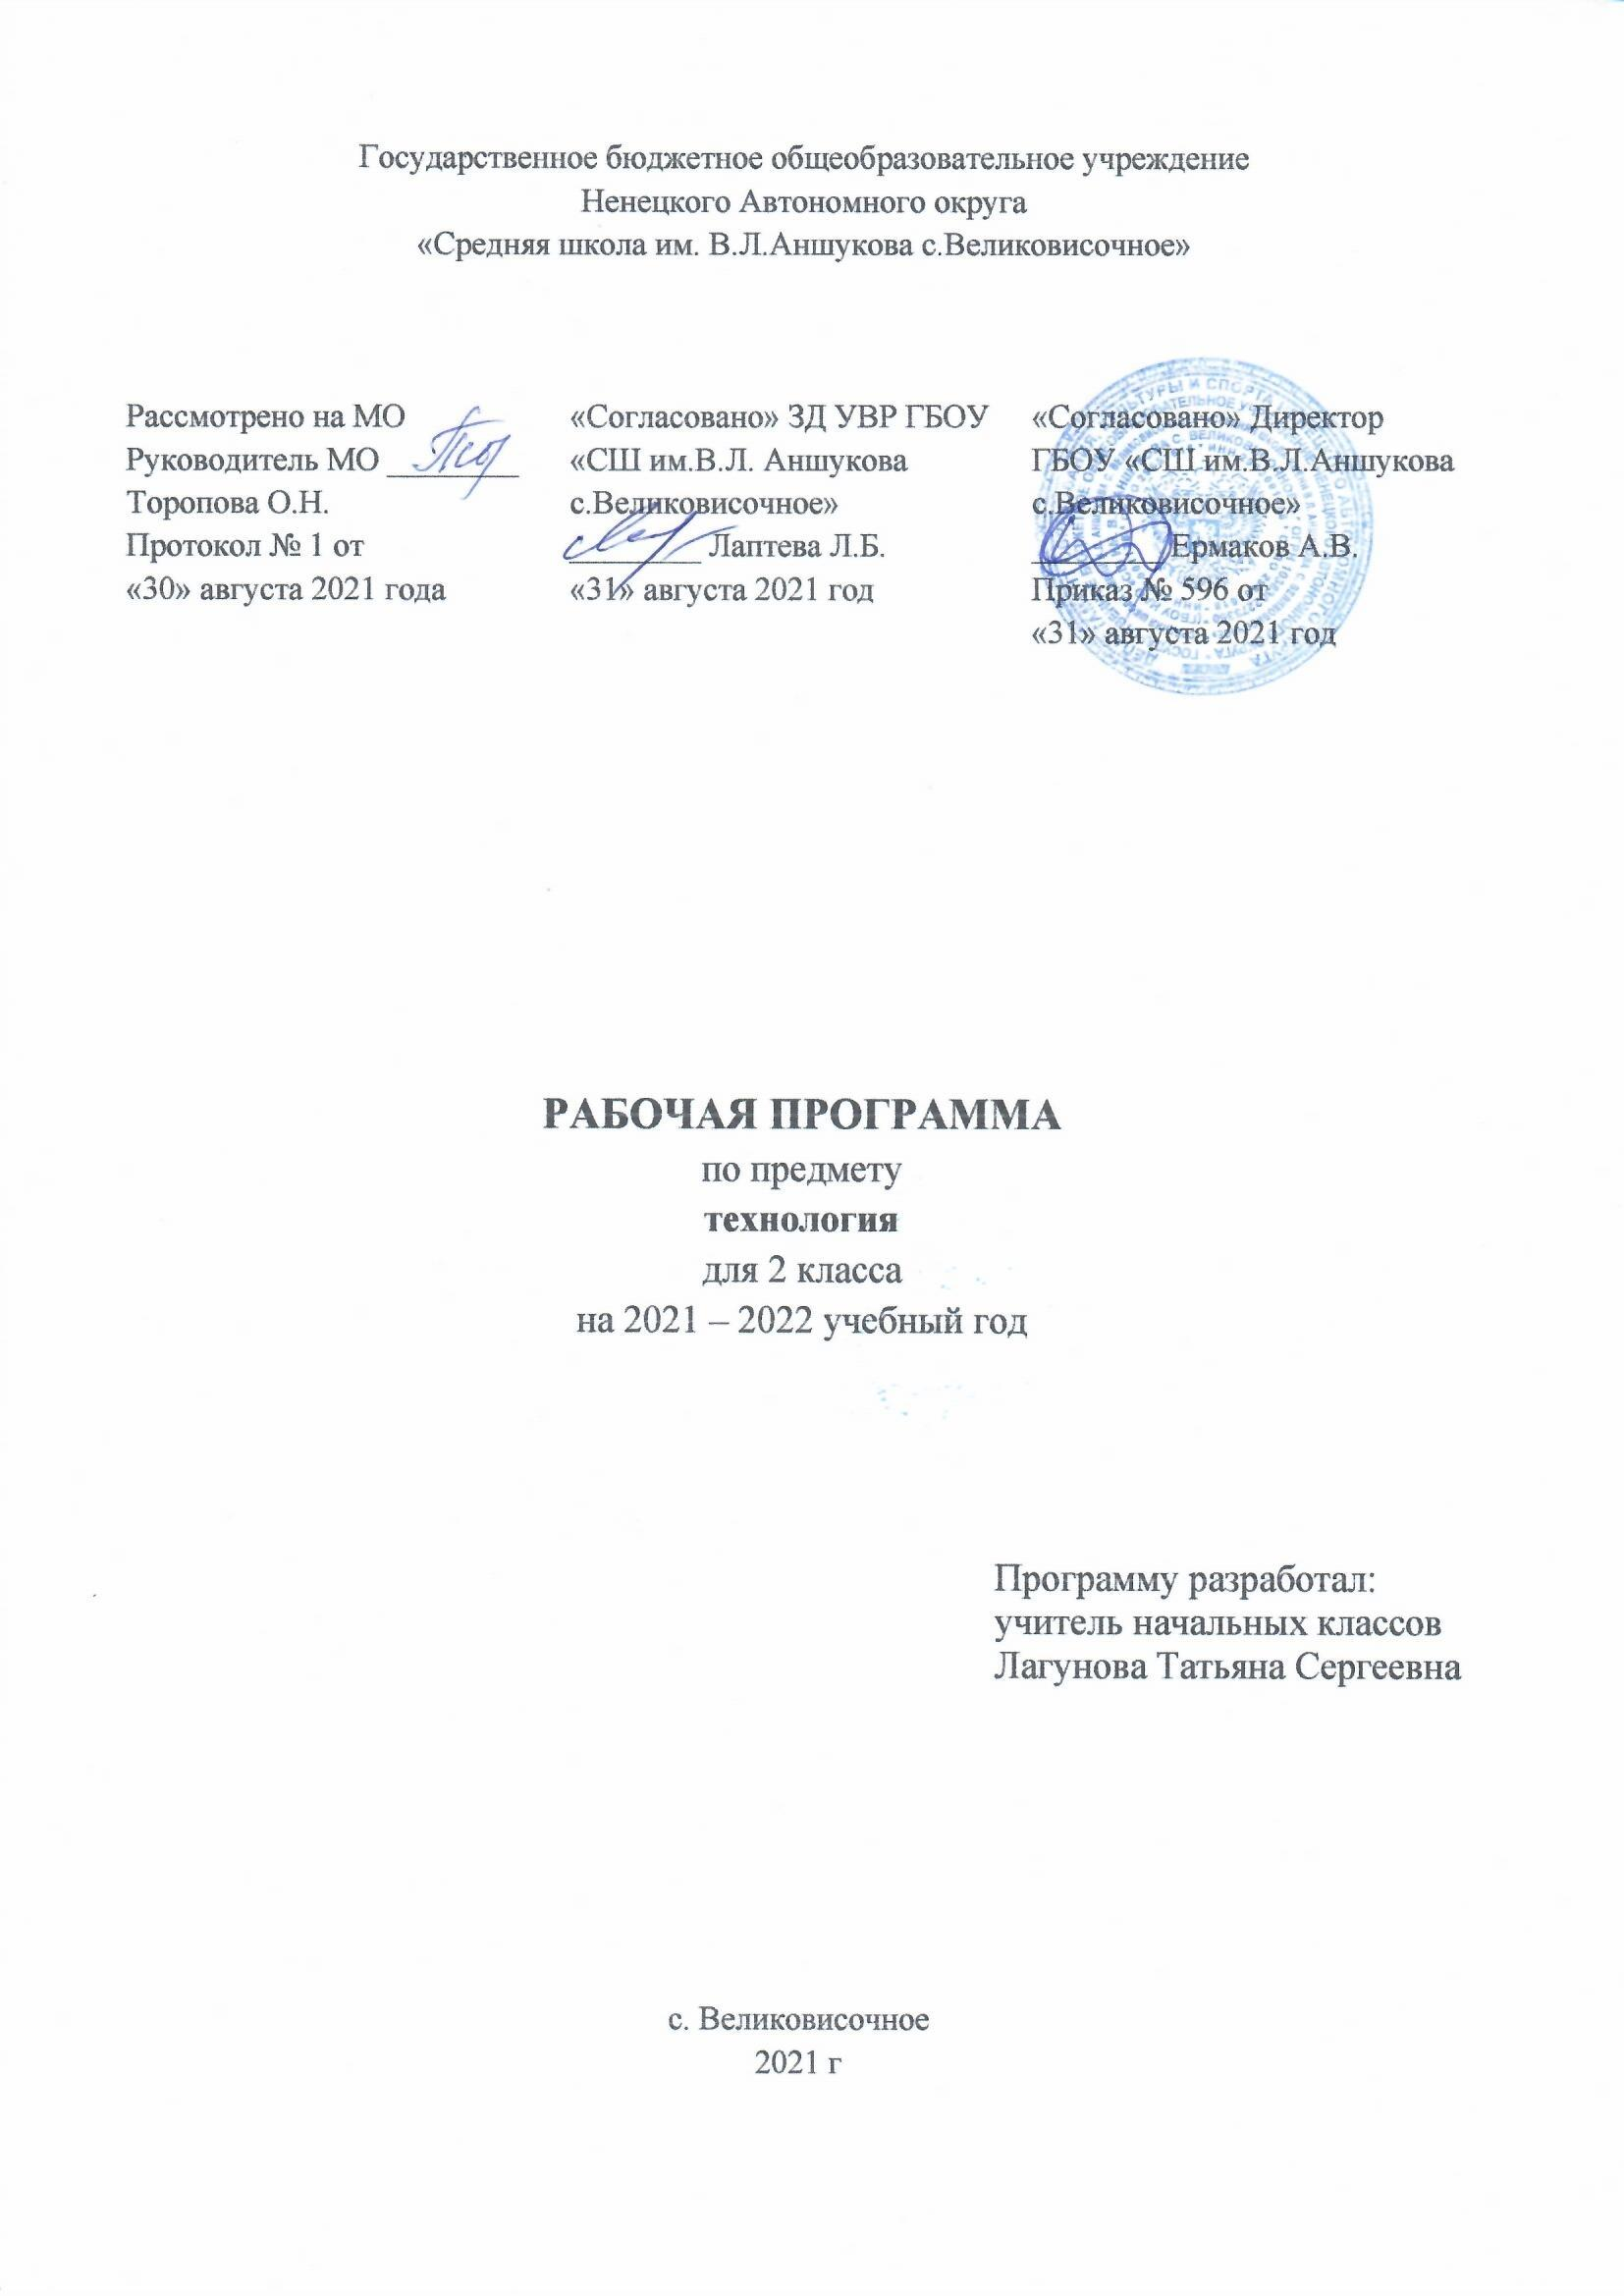 Государственное бюджетное общеобразовательное учреждение
Ненецкого Автономного округа
«Средняя школа им. В.Л.Аншукова с.Великовисочное»
Рассмотрено на МО
Руководитель МО ________
Торопова О.Н.
Протокол № 1 от
«30» августа 2021 года
«Согласовано» ЗД УВР ГБОУ
«СШ им.В.Л. Аншукова
с.Великовисочное»
________Лаптева Л.Б.
«31» августа 2021 год
«Согласовано» Директор
ГБОУ «СШ им.В.Л.Аншукова
с.Великовисочное»
________Ермаков А.В.
Приказ № 596 от
«31» августа 2021 год
РАБОЧАЯ ПРОГРАММА
по предмету
технология
для 2 класса
на 2021 – 2022 учебный год
Программу разработал:
учитель начальных классов
Лагунова Татьяна Сергеевна
с. Великовисочное
2021 г